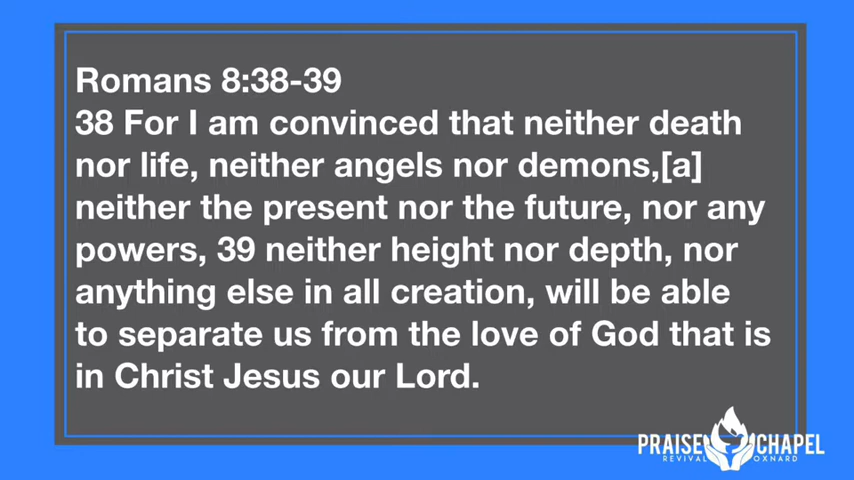 Romans 8:38-39
38 For I am convinced that neither death
nor life, neither angels nor demons,[a]
neither the present nor the future, nor any
powers, 39 neither height nor depth, nor
anything else in all creation, will be able
to separate us from the love of God that is
in Christ Jesus our Lord.
PRAISE CHAPEL
REVIVAL OXNARD